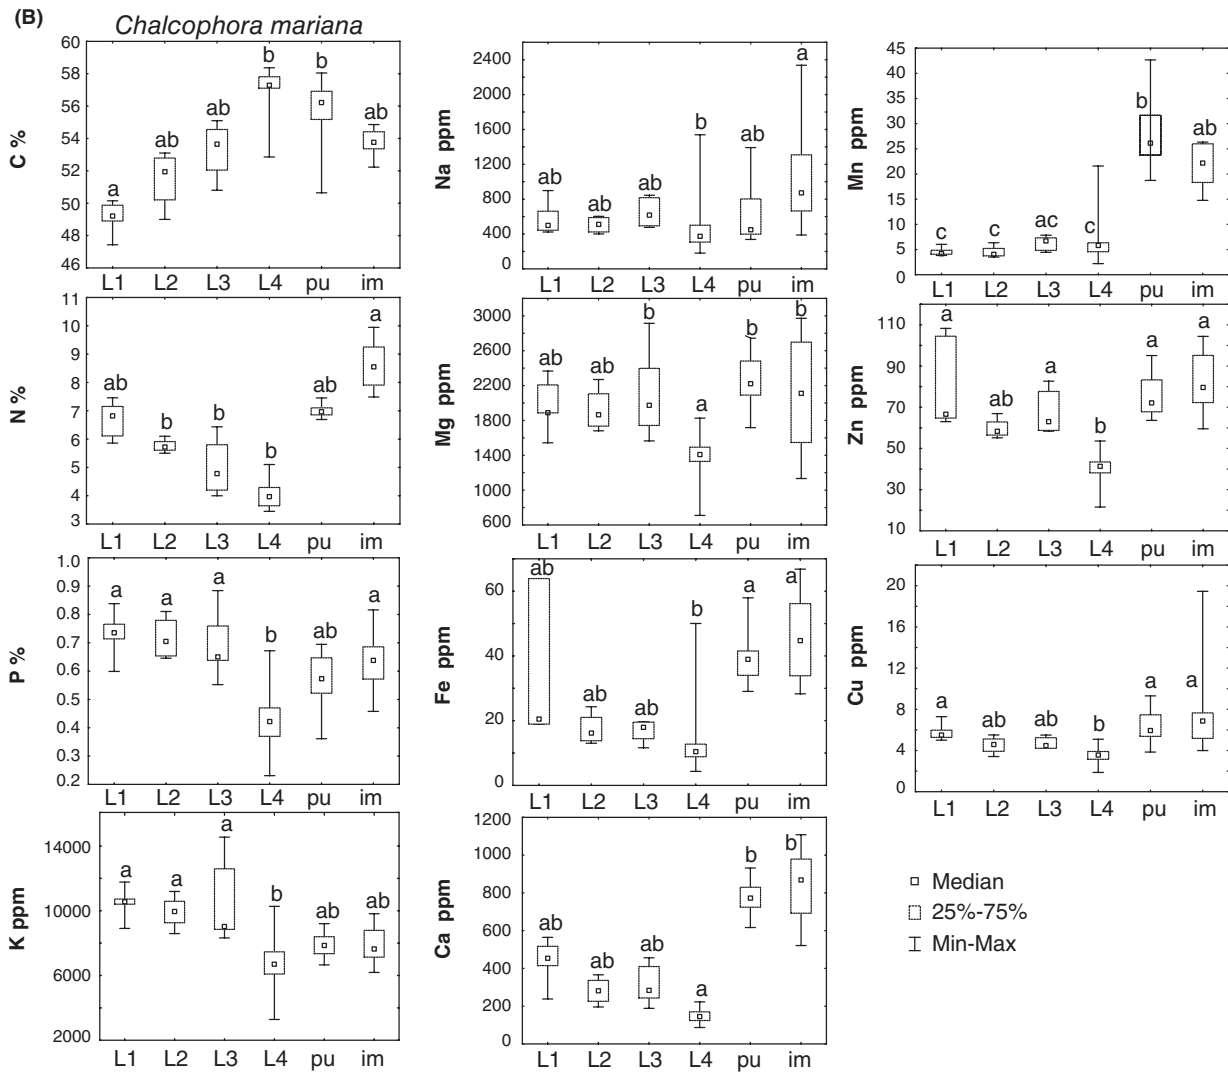 (B)
Chalcophora mariana
C %
60
58
56
54
52
50
48
46
a
ab
ab
b
b
ab
L1 L2 L3 L4 pu im
Na ppm
2400
2000
1600
1200
800
400
0
ab
ab
ab
b
ab
a
L1 L2 L3 L4 pu im
Mn ppm
45
40
35
30
25
20
15
10
5
0
c
c
ac
c
b
ab
L1 L2 L3 L4 pu im
N %
11
10
9
8
7
6
5
4
3
ab
b
b
b
ab
a
L1 L2 L3 L4 pu im
Mg ppm
3000
2600
2200
1800
1400
1000
600
ab
ab
b
a
b
b
L1 L2 L3 L4 pu im
Zn ppm
110
90
70
50
30
10
a
ab
a
b
a
a
L1 L2 L3 L4 pu im
P %
1.0
0.9
0.8
0.7
0.6
0.5
0.4
0.3
0.2
a
a
a
b
ab
a
L1 L2 L3 L4 pu im
Fe ppm
60
40
20
0
ab
ab
ab
b
a
a
L1 L2 L3 L4 pu im
Cu ppm
20
16
12
8
6
4
0
a
ab
ab
b
a
a
L1 L2 L3 L4 pu im
K ppm
14000
10000
6000
2000
a
a
a
b
ab
ab
L1 L2 L3 L4 pu im
Ca ppm
1200
1000
800
600
400
200
0
ab
ab
ab
a
b
b
L1 L2 L3 L4 pu im
Median
25%-75%
Min-Max